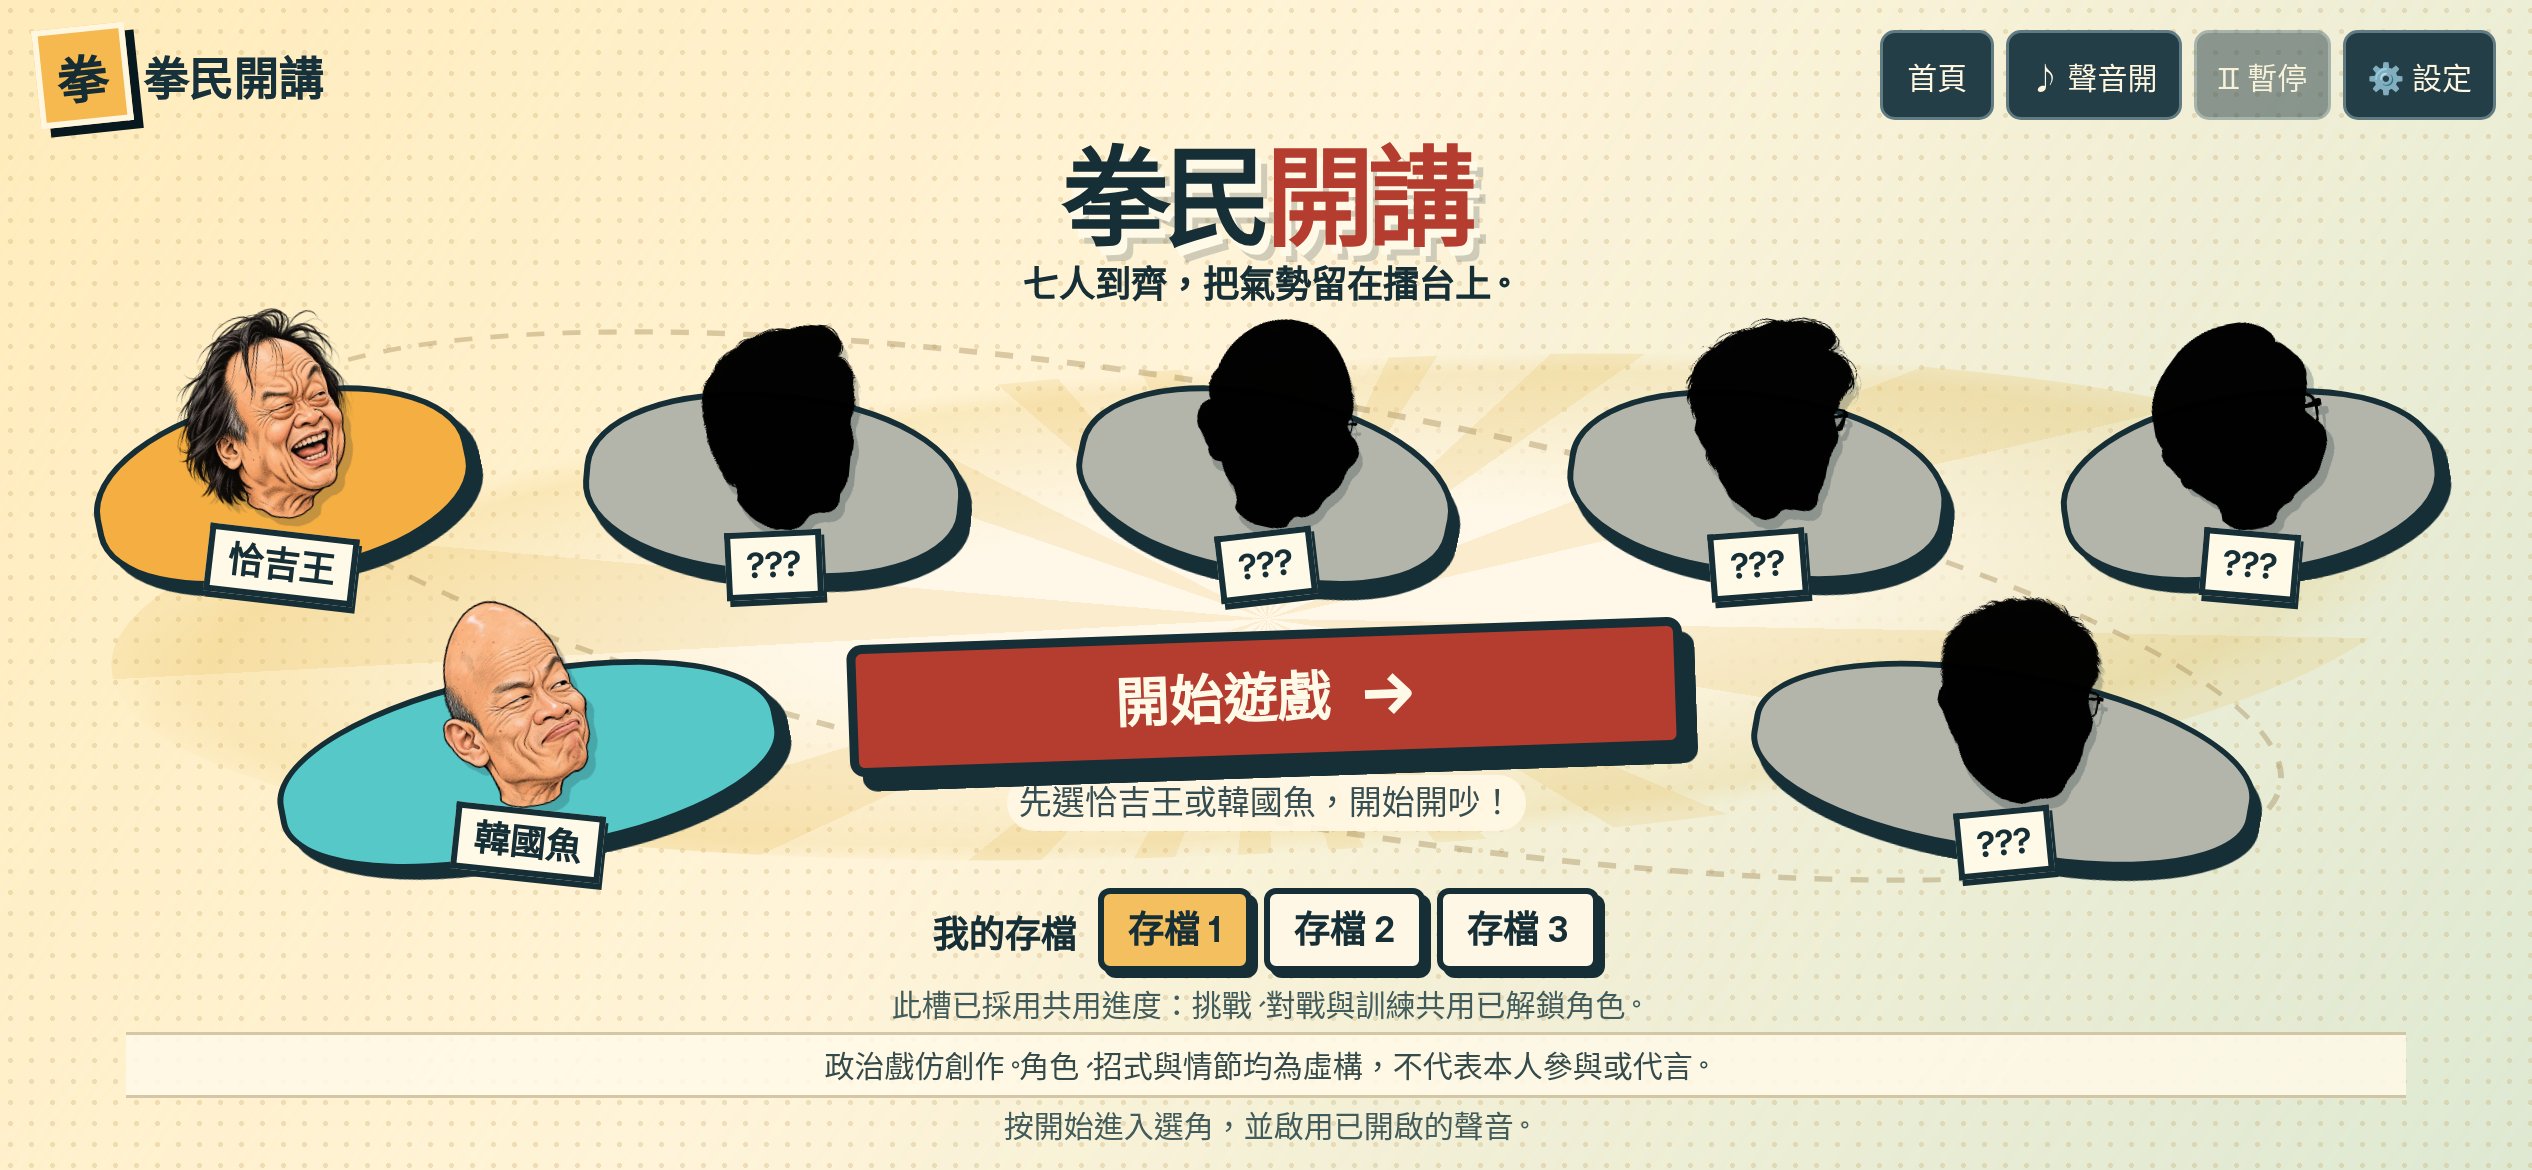 拳
拳民開講
首頁
♪ 聲音開
Ⅱ 暫停
⚙️ 設定
拳民開講
七人到齊，把氣勢留在擂台上。
恰吉王
???
???
???
???
韓國魚
開始遊戲 →
???
先選恰吉王或韓國魚，開始開吵！
我的存檔
存檔 1
存檔 2
存檔 3
此槽已採用共用進度：挑戰、對戰與訓練共用已解鎖角色。
政治戲仿創作。角色、招式與情節均為虛構，不代表本人參與或代言。
按開始進入選角，並啟用已開啟的聲音。